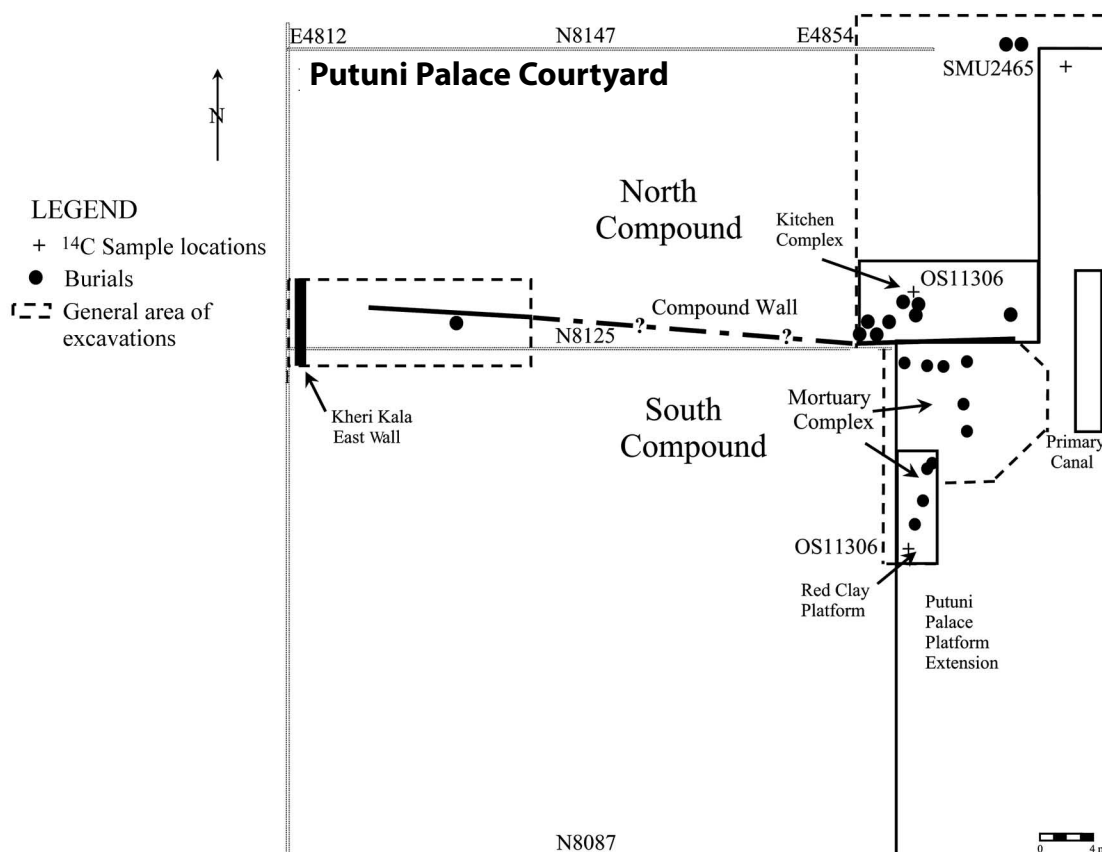 E4812
N8147
E4854
Putuni Palace Courtyard
SMU2465
N
LEGEND
+ ¹⁴C Sample locations
Burials
General area of
excavations
North
Compound
Kitchen
Complex
OS11306
Compound Wall
?
?
N8125
Kheri Kala
East Wall
South
Compound
Mortuary
Complex
Primary
Canal
OS11306
Red Clay
Platform
Putuni
Palace
Platform
Extension
N8087
0 4 m